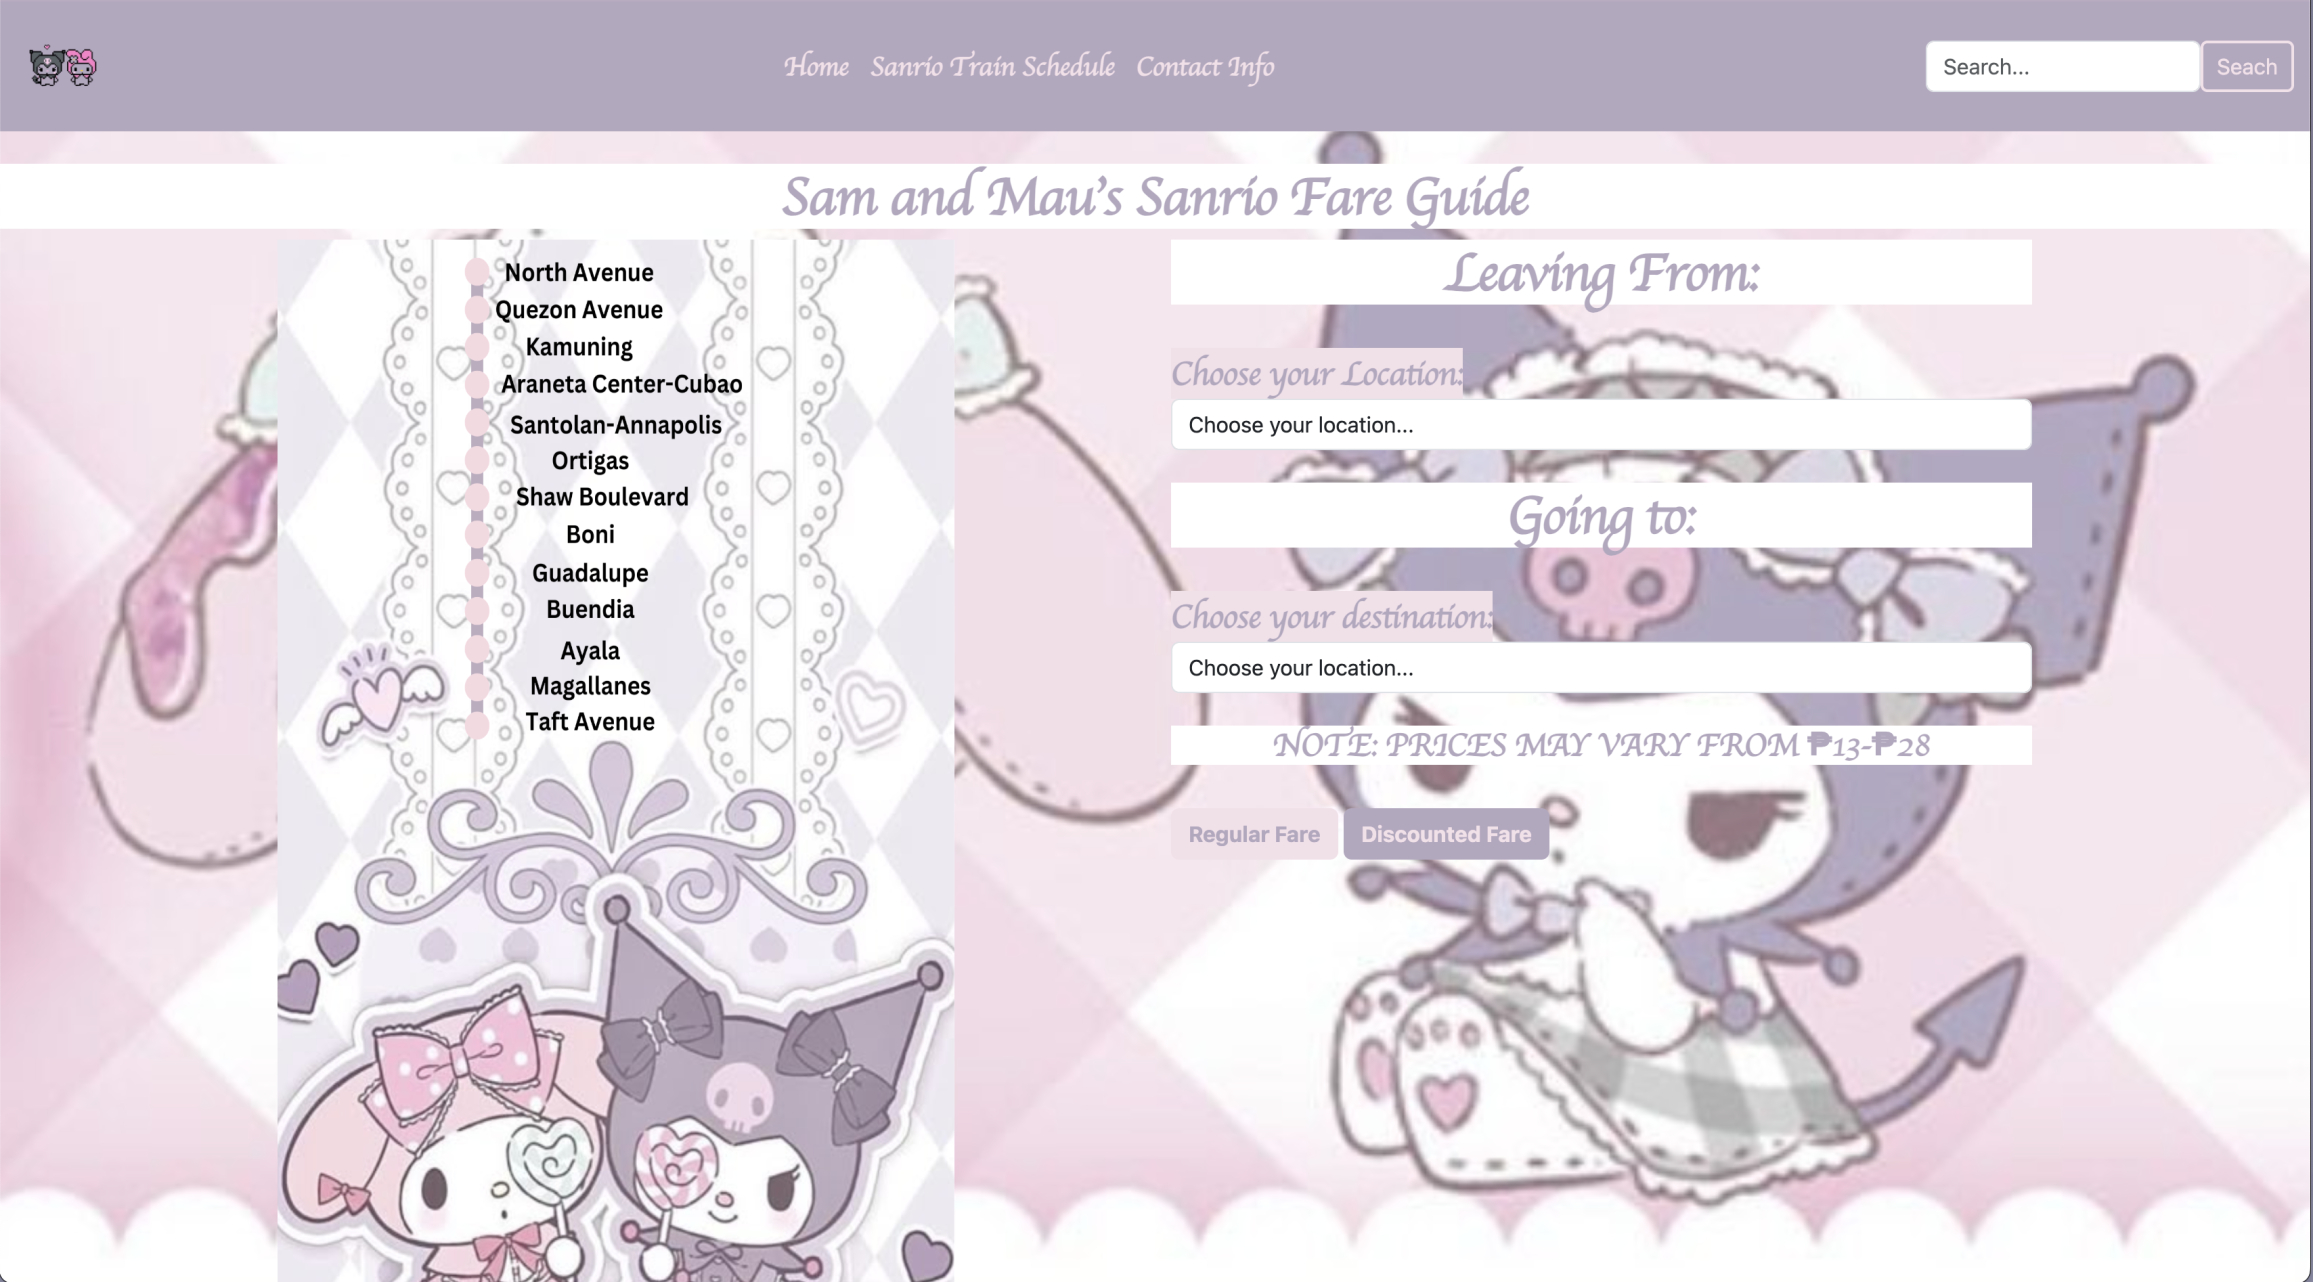 Home Sanrio Train Schedule Contact Info
Search...
Seach
Sam and Mau's Sanrio Fare Guide
North Avenue
Quezon Avenue
Kamuning
Araneta Center-Cubao
Santolan-Annapolis
Ortigas
Shaw Boulevard
Boni
Guadalupe
Buendia
Ayala
Magallanes
Taft Avenue
Leaving From:
Choose your Location:
Choose your location...
Going to:
Choose your destination:
Choose your location...
NOTE: PRICES MAY VARY FROM ₱13-₱28
Regular Fare
Discounted Fare